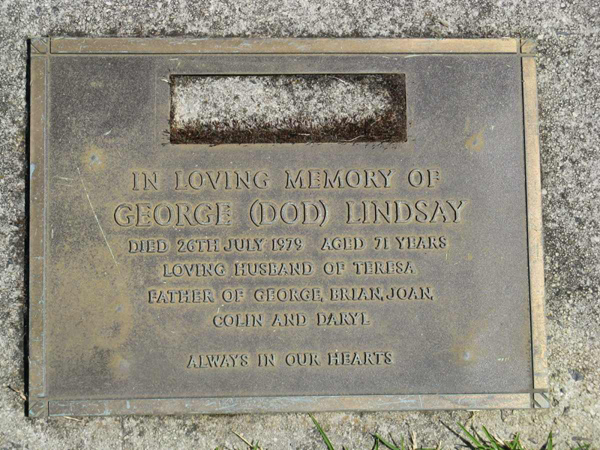 IN LOVING MEMORY OF
GEORGE (DOD) LINDSAY
DIED 26TH JULY 1979 AGED 71 YEARS
LOVING HUSBAND OF TERESA
FATHER OF GEORGE, BRIAN, JOAN,
COLIN AND DARYL
ALWAYS IN OUR HEARTS